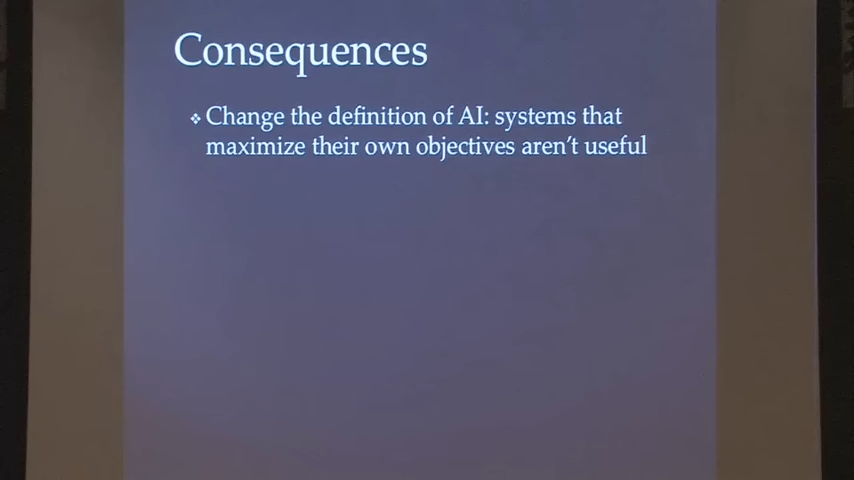 Consequences
❖ Change the definition of AI: systems that
maximize their own objectives aren't useful